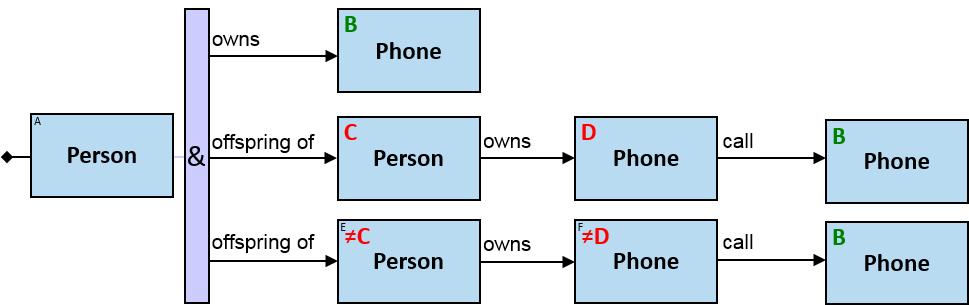 A
Person
&
owns
B
Phone
offspring of
C
Person
owns
D
Phone
call
B
Phone
offspring of
E
≠C
Person
owns
F
≠D
Phone
call
B
Phone